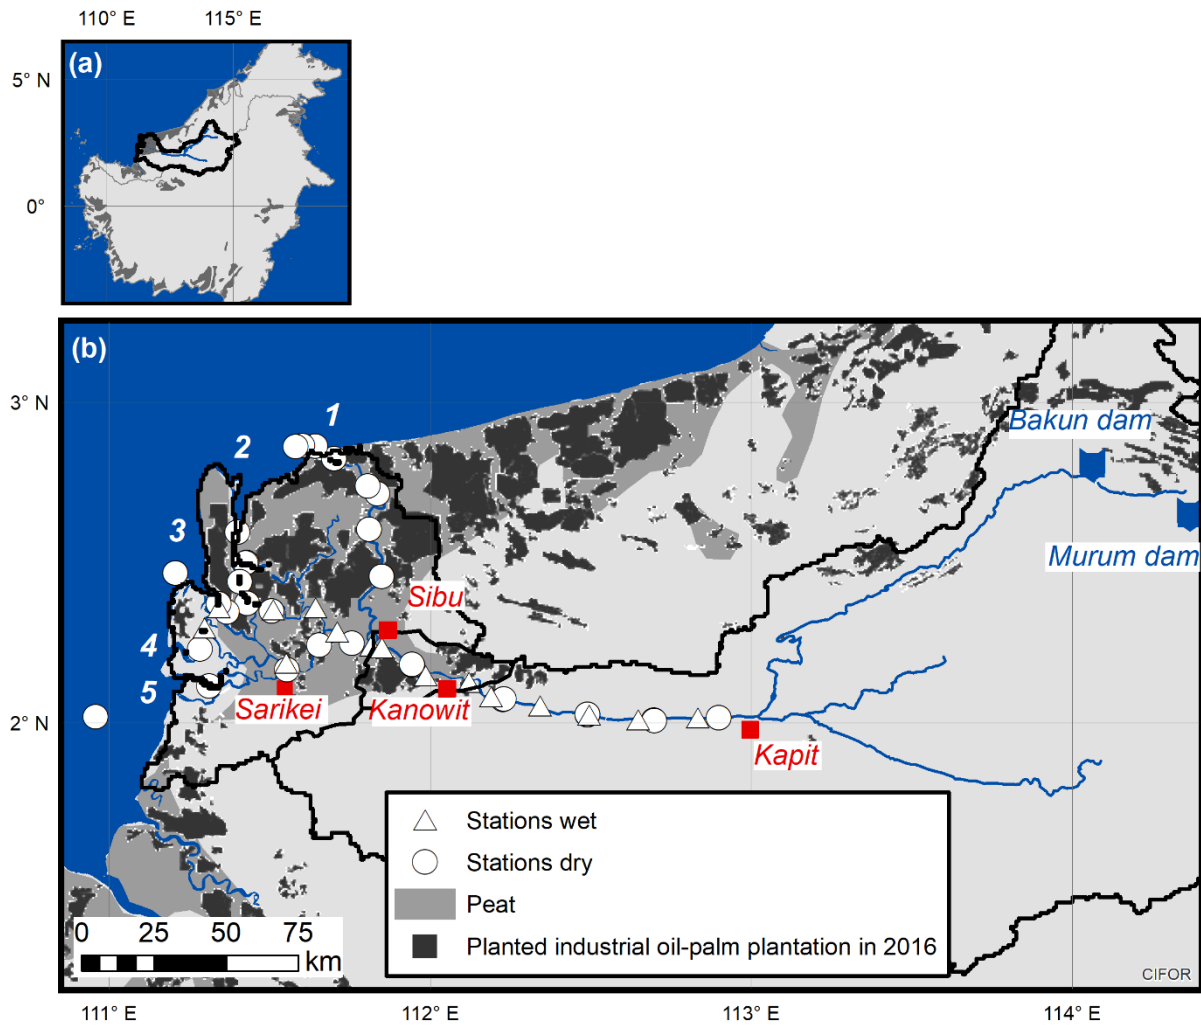 110° E 115° E
(a)
5° N
0°
(b)
3° N
1
2
Bakun dam
3
Murum dam
Sibu
4
5
Sarikei
Kanowit
2° N
Kapit
Stations wet
Stations dry
Peat
Planted industrial oil-palm plantation in 2016
0 25 50 75
km
CIFOR
111° E 112° E 113° E 114° E